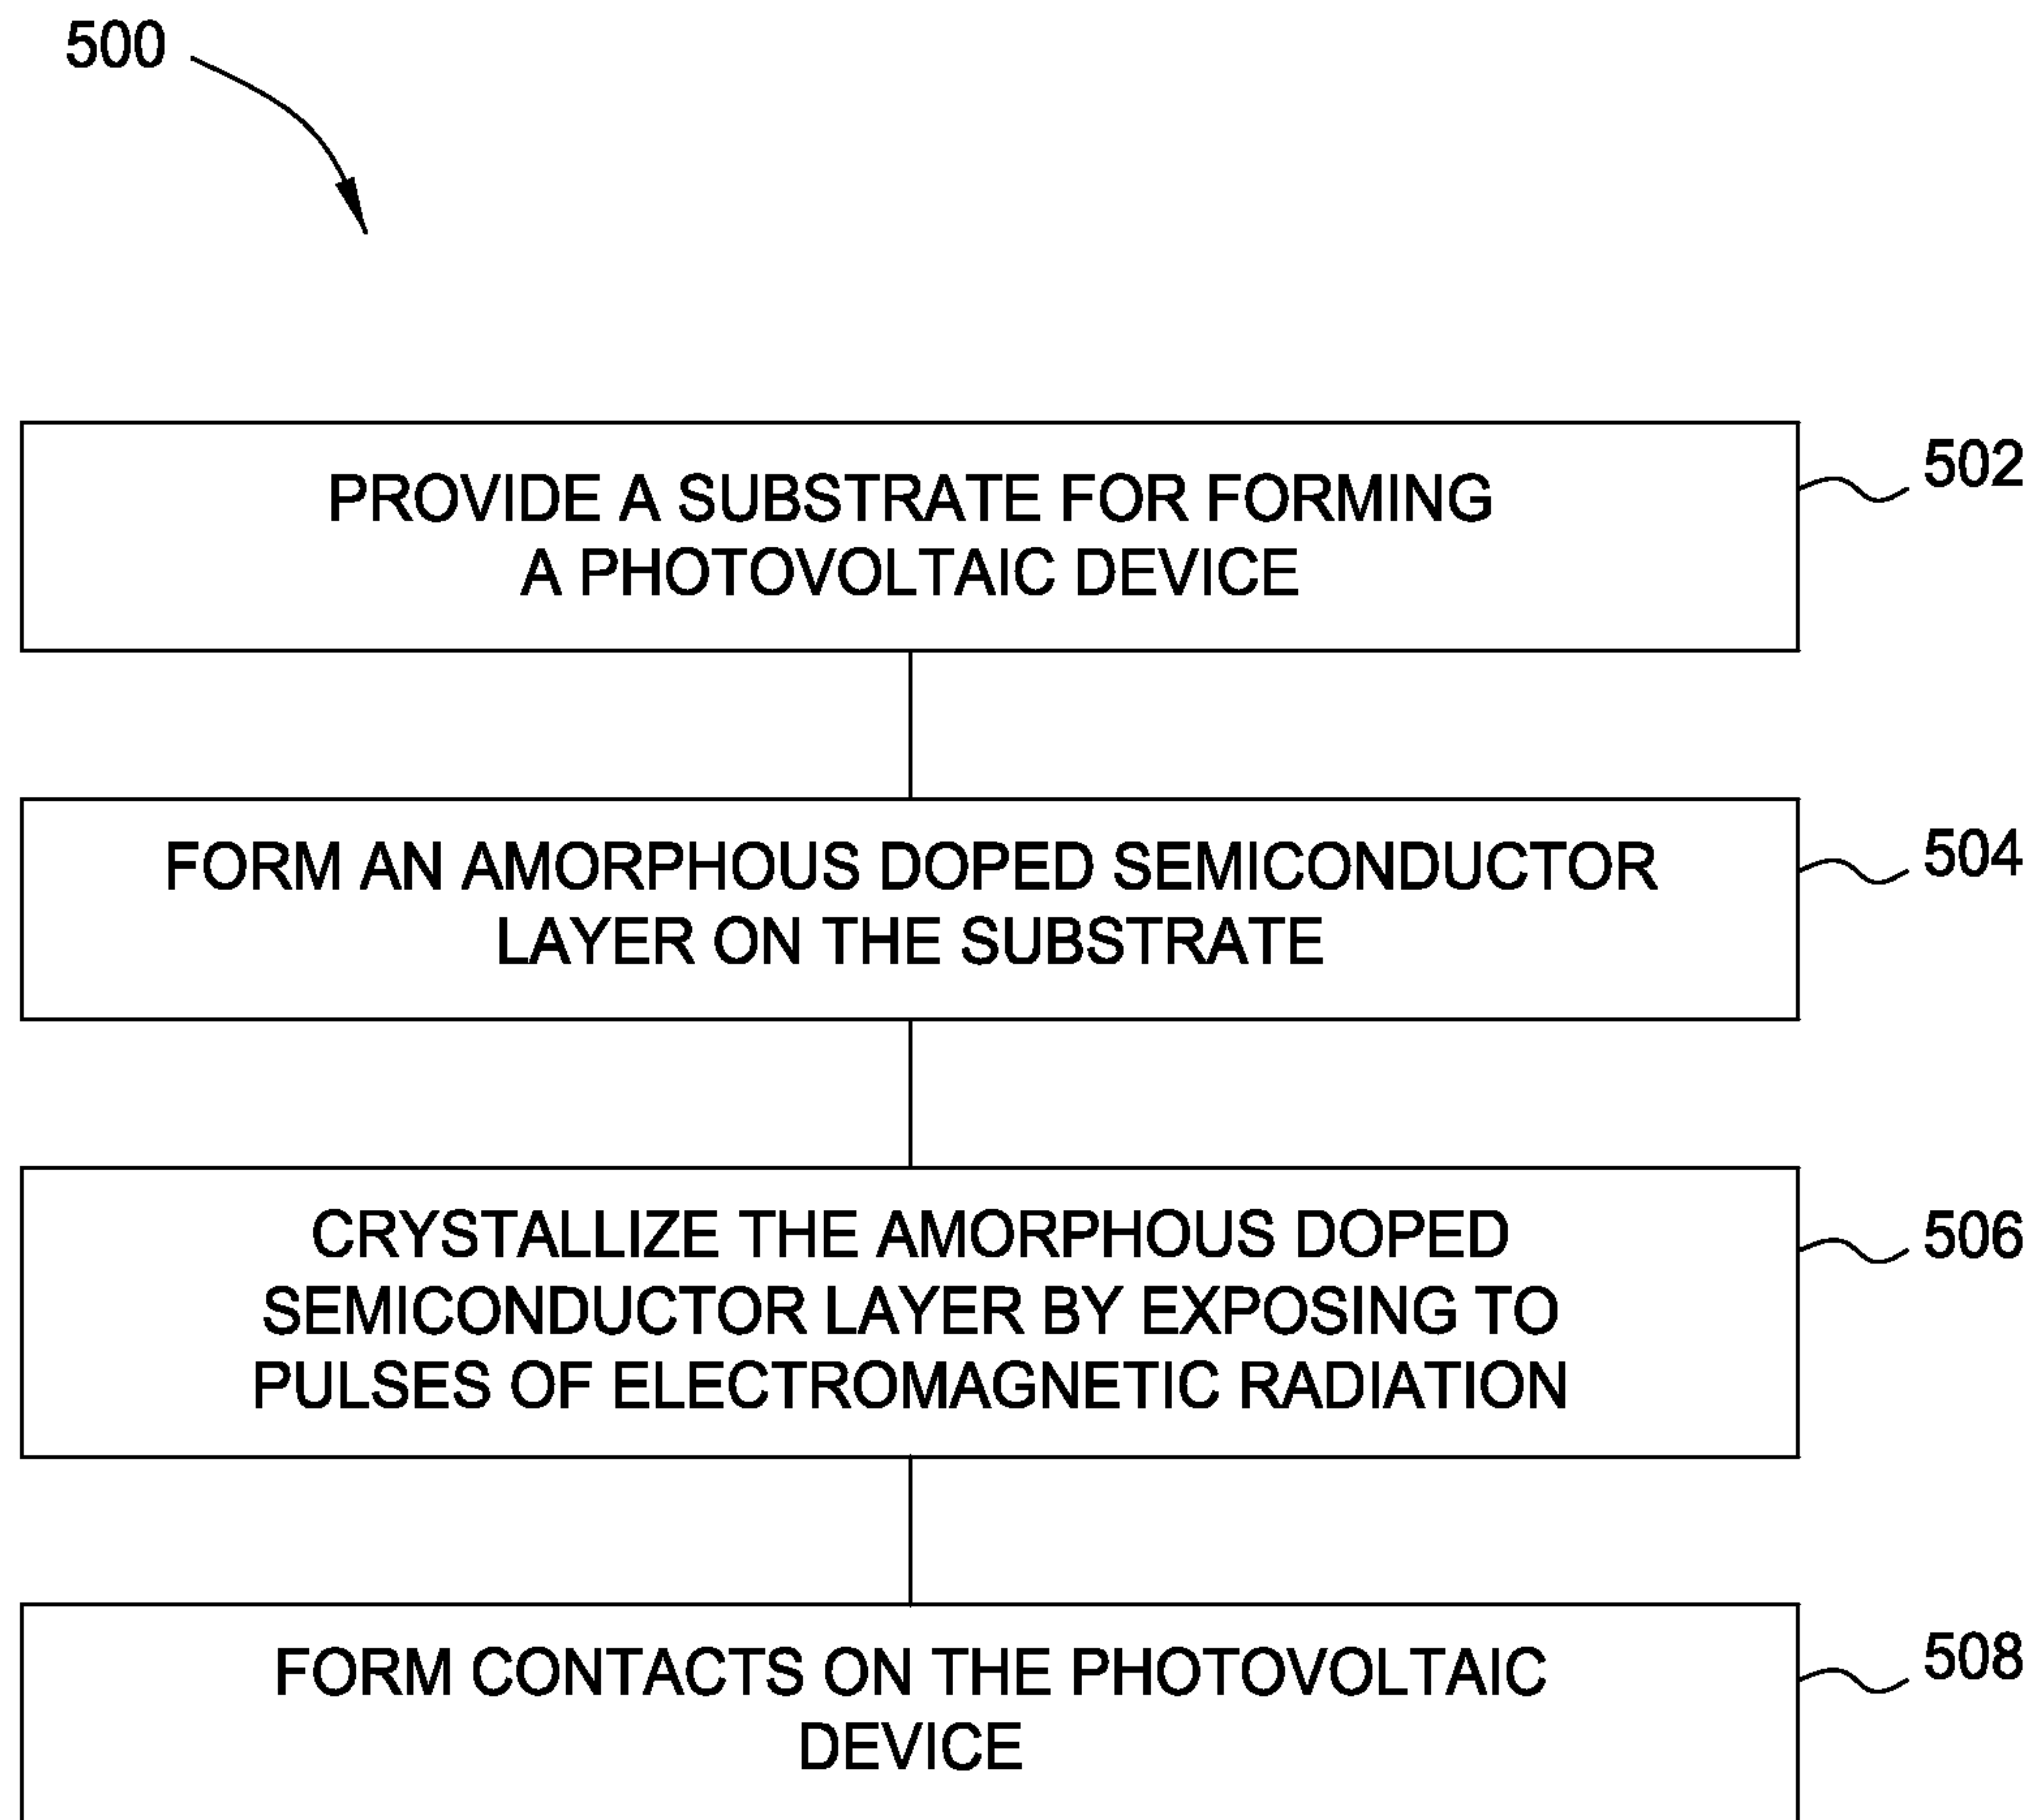 500
PROVIDE A SUBSTRATE FOR FORMING
A PHOTOVOLTAIC DEVICE
502
FORM AN AMORPHOUS DOPED SEMICONDUCTOR
LAYER ON THE SUBSTRATE
504
CRYSTALLIZE THE AMORPHOUS DOPED
SEMICONDUCTOR LAYER BY EXPOSING TO
PULSES OF ELECTROMAGNETIC RADIATION
506
FORM CONTACTS ON THE PHOTOVOLTAIC
DEVICE
508